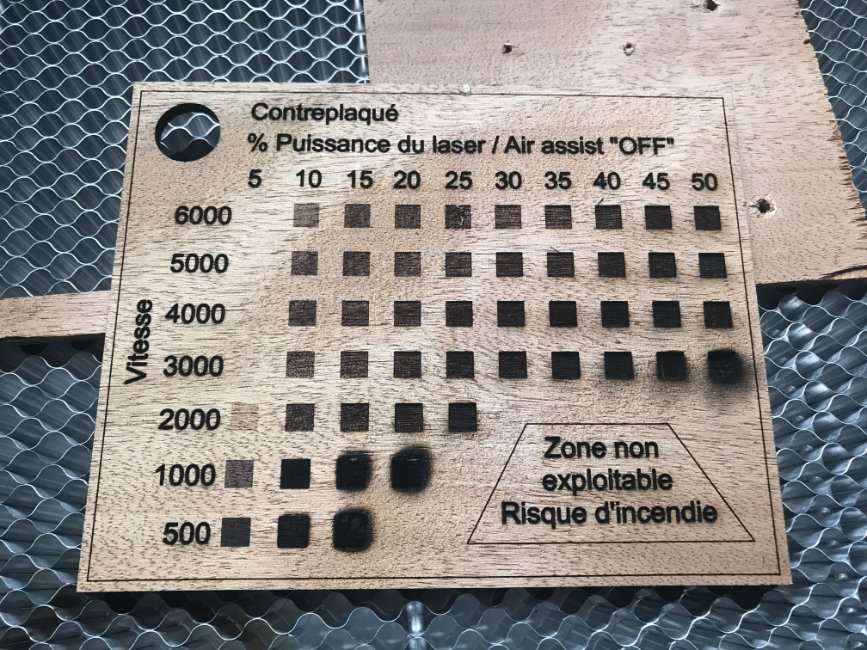 Contreplaqué
% Puissance du laser / Air assist "OFF"
5 10 15 20 25 30 35 40 45 50
6000
5000
4000
3000
2000
1000
500
Vitesse
Zone non
exploitable
Risque d'incendie